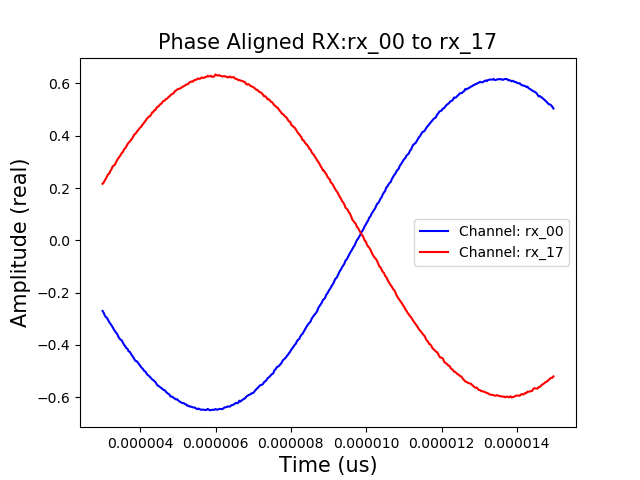 Phase Aligned RX:rx_00 to rx_17
Amplitude (real)
0.6
0.4
0.2
0.0
−0.2
−0.4
−0.6
Channel: rx_00
Channel: rx_17
0.000004 0.000006 0.000008 0.000010 0.000012 0.000014
Time (us)